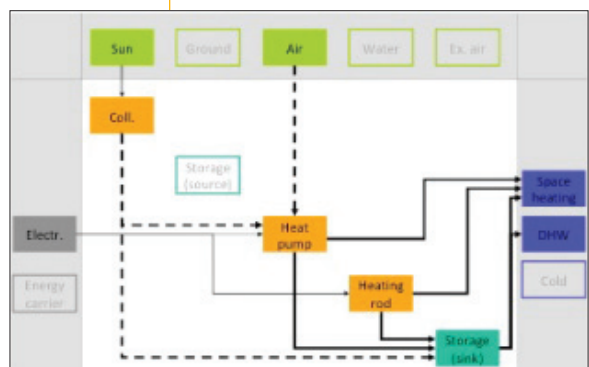 Sun
Ground
Air
Water
Ex. air
Coll.
Storage
(source)
Space
heating
Electr.
Heat
pump
DHW
Energy
carrier
Heating
rod
Cold
Storage
(sink)